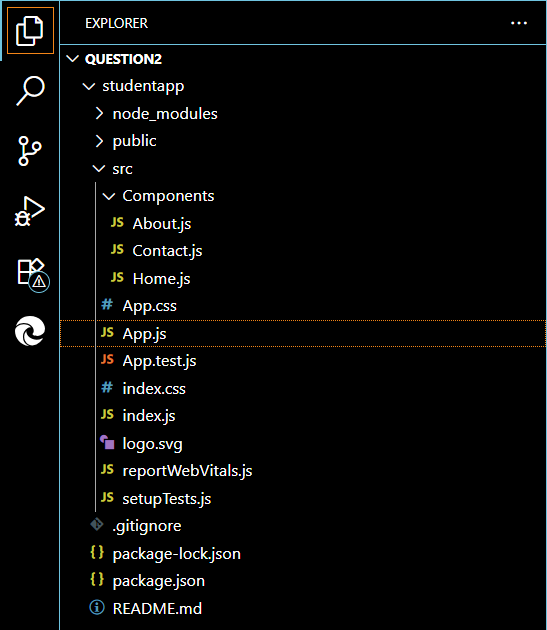 EXPLORER
QUESTION2
studentapp
node_modules
public
src
Components
JS About.js
JS Contact.js
JS Home.js
# App.css
JS App.js
JS App.test.js
# index.css
JS index.js
logo.svg
JS reportWebVitals.js
JS setupTests.js
.gitignore
{} package-lock.json
{} package.json
README.md